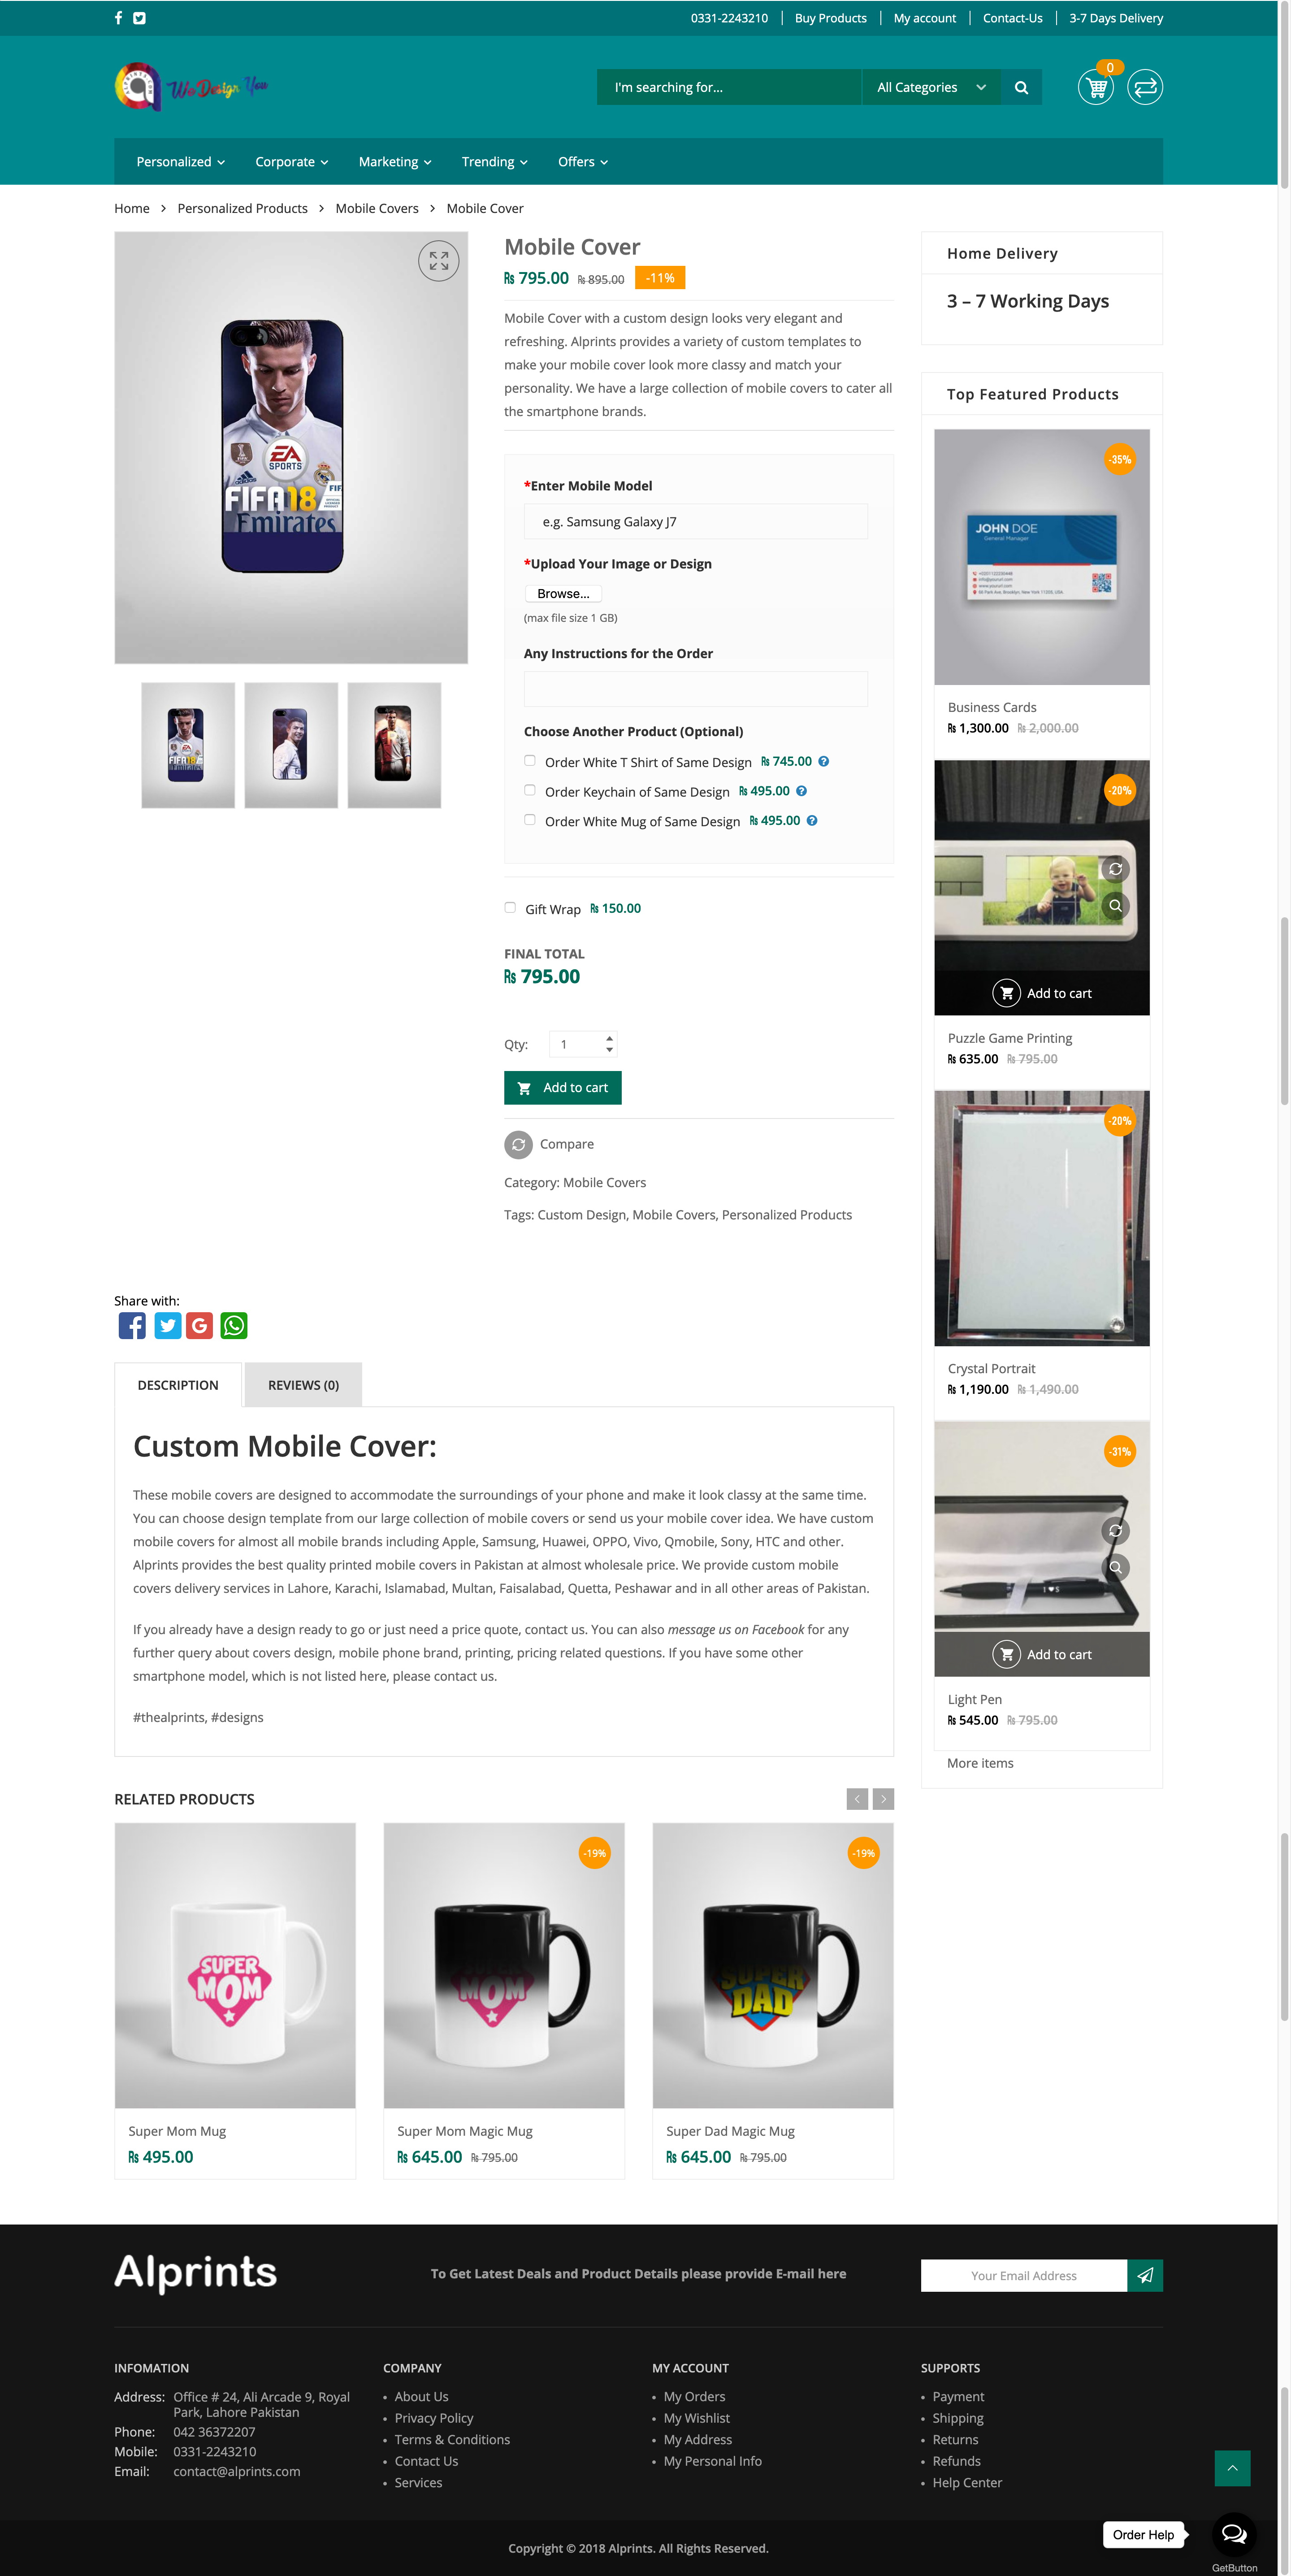 0331-2243210 Buy Products My account Contact-Us 3-7 Days Delivery
We Design You
I'm searching for... All Categories
0
Personalized Corporate Marketing Trending Offers
Home > Personalized Products > Mobile Covers > Mobile Cover
EA
SPORTS
FIFA18
Emirates
Mobile Cover
₨ 795.00 ₨ 895.00 -11%
Mobile Cover with a custom design looks very elegant and
refreshing. Alprints provides a variety of custom templates to
make your mobile cover look more classy and match your
personality. We have a large collection of mobile covers to cater all
the smartphone brands.
*Enter Mobile Model
e.g. Samsung Galaxy J7
*Upload Your Image or Design
Browse...
(max file size 1 GB)
Any Instructions for the Order
Choose Another Product (Optional)
Order White T Shirt of Same Design ₨ 745.00
Order Keychain of Same Design ₨ 495.00
Order White Mug of Same Design ₨ 495.00
Gift Wrap ₨ 150.00
FINAL TOTAL
₨ 795.00
Qty: 1
Add to cart
Compare
Category: Mobile Covers
Tags: Custom Design, Mobile Covers, Personalized Products
Home Delivery
3 – 7 Working Days
Top Featured Products
-35%
JOHN DOE
General Manager
Business Cards
₨ 1,300.00 ₨ 2,000.00
-20%
Add to cart
Puzzle Game Printing
₨ 635.00 ₨ 795.00
-20%
Crystal Portrait
₨ 1,190.00 ₨ 1,490.00
-31%
I ♥ S
Add to cart
Light Pen
₨ 545.00 ₨ 795.00
More items
Share with:
DESCRIPTION REVIEWS (0)
Custom Mobile Cover:
These mobile covers are designed to accommodate the surroundings of your phone and make it look classy at the same time.
You can choose design template from our large collection of mobile covers or send us your mobile cover idea. We have custom
mobile covers for almost all mobile brands including Apple, Samsung, Huawei, OPPO, Vivo, Qmobile, Sony, HTC and other.
Alprints provides the best quality printed mobile covers in Pakistan at almost wholesale price. We provide custom mobile
covers delivery services in Lahore, Karachi, Islamabad, Multan, Faisalabad, Quetta, Peshawar and in all other areas of Pakistan.
If you already have a design ready to go or just need a price quote, contact us. You can also message us on Facebook for any
further query about covers design, mobile phone brand, printing, pricing related questions. If you have some other
smartphone model, which is not listed here, please contact us.
#thealprints, #designs
RELATED PRODUCTS
SUPER
MOM
Super Mom Mug
₨ 495.00
-19%
SUPER
MOM
Super Mom Magic Mug
₨ 645.00 ₨ 795.00
-19%
SUPER
DAD
Super Dad Magic Mug
₨ 645.00 ₨ 795.00
Alprints
To Get Latest Deals and Product Details please provide E-mail here
Your Email Address
INFOMATION
Address: Office # 24, Ali Arcade 9, Royal
Park, Lahore Pakistan
Phone: 042 36372207
Mobile: 0331-2243210
Email: contact@alprints.com
COMPANY
About Us
Privacy Policy
Terms & Conditions
Contact Us
Services
MY ACCOUNT
My Orders
My Wishlist
My Address
My Personal Info
SUPPORTS
Payment
Shipping
Returns
Refunds
Help Center
Order Help
GetButton
Copyright © 2018 Alprints. All Rights Reserved.